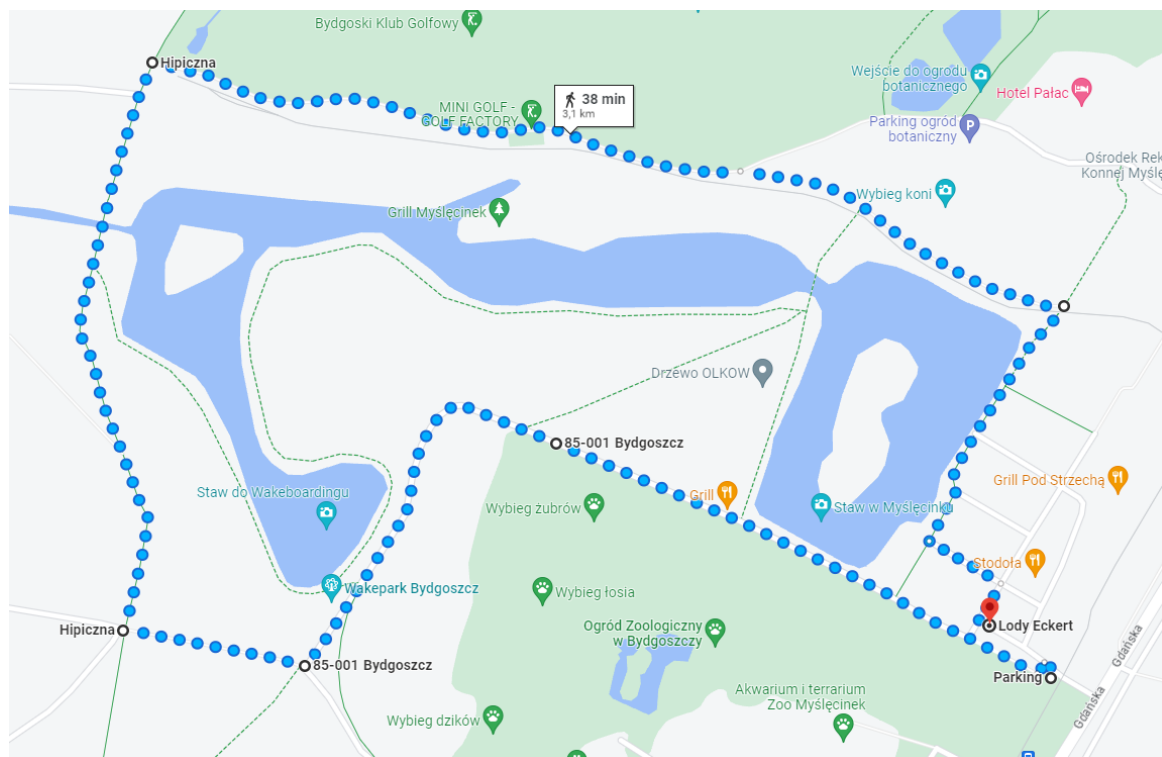 Bydgoski Klub Golfowy
Hipiczna
Wejście do ogrodu
botanicznego
Hotel Pałac
38 min
3,1 km
MINI GOLF -
GOLF FACTORY
Parking ogród
botaniczny
P
Ośrodek Rek
Konnej Myślę
Wybieg koni
Grill Myślęcinek
Drzewo OLKOW
85-001 Bydgoszcz
Staw do Wakeboardingu
Grill
Grill Pod Strzechą
Wybieg żubrów
Staw w Myślęcinku
Stodoła
Wakepark Bydgoszcz
Wybieg łosia
Hipiczna
Ogród Zoologiczny
w Bydgoszczy
Lody Eckert
85-001 Bydgoszcz
Parking
Gdańska
Akwarium i terrarium
Zoo Myślęcinek
Gdańska
Wybieg dzików